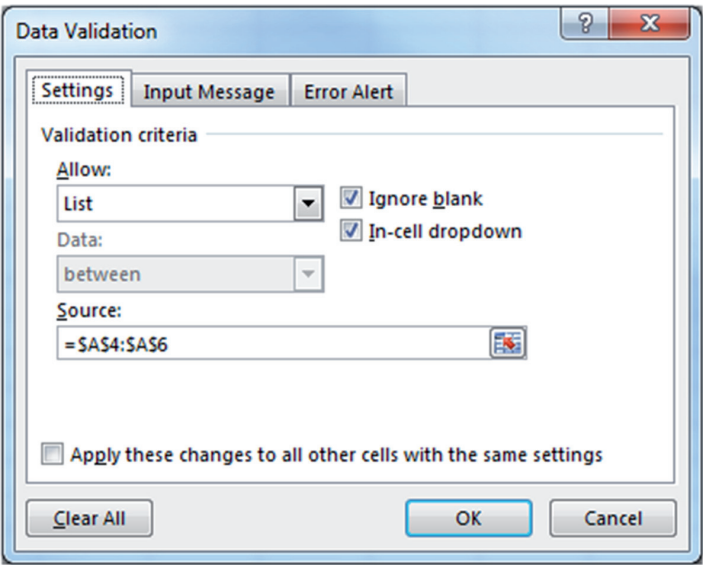 Data Validation
Settings Input Message Error Alert
Validation criteria
Allow:
List
Ignore blank
In-cell dropdown
Data:
between
Source:
=$A$4:$A$6
Apply these changes to all other cells with the same settings
Clear All OK Cancel